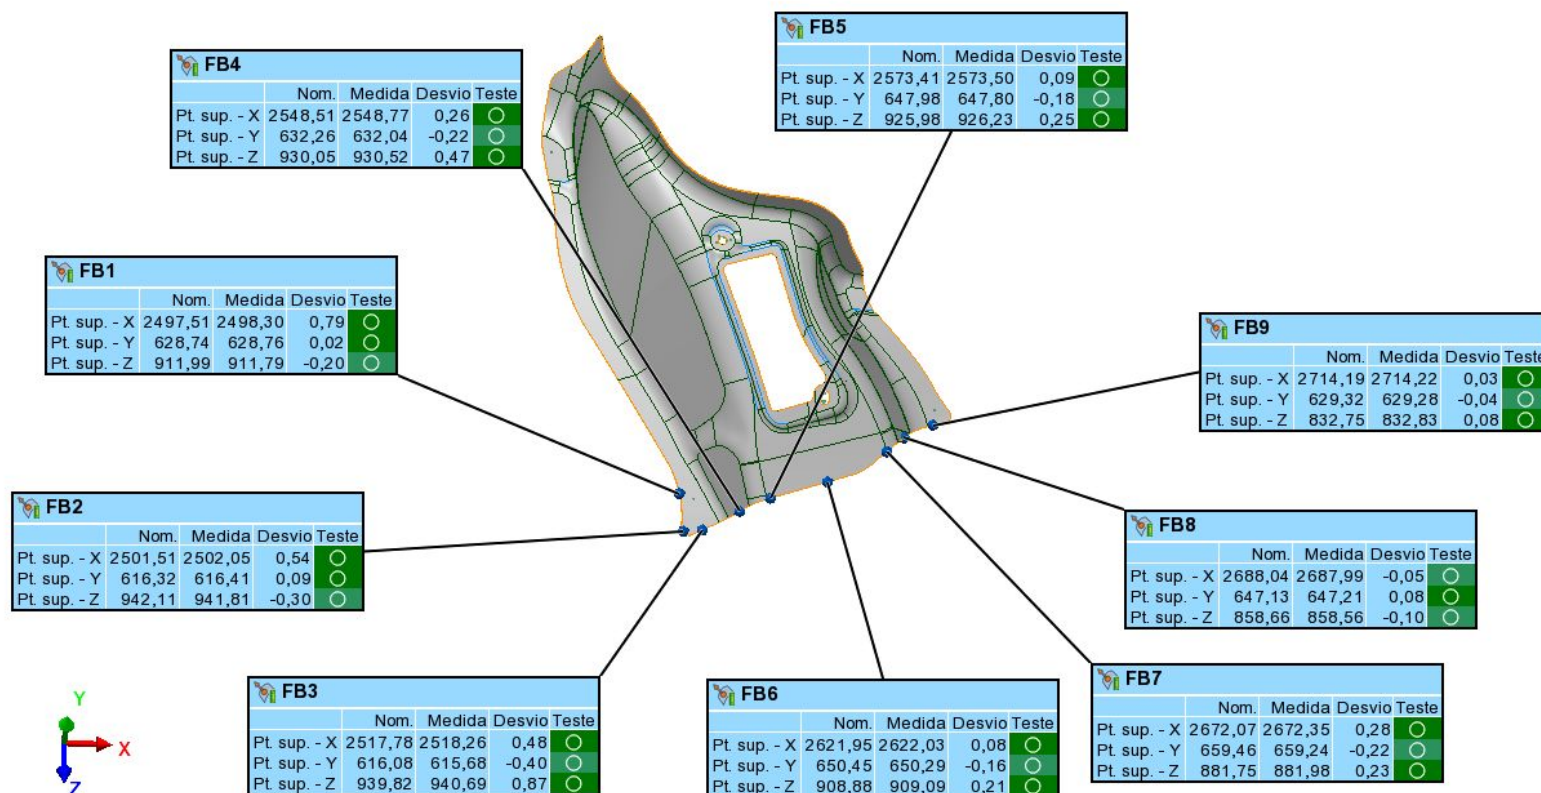 FB4
Nom. Medida Desvio Teste
Pt. sup. - X 2548,51 2548,77 0,26
Pt. sup. - Y 632,26 632,04 -0,22
Pt. sup. - Z 930,05 930,52 0,47
FB5
Nom. Medida Desvio Teste
Pt. sup. - X 2573,41 2573,50 0,09
Pt. sup. - Y 647,98 647,80 -0,18
Pt. sup. - Z 925,98 926,23 0,25
FB1
Nom. Medida Desvio Teste
Pt. sup. - X 2497,51 2498,30 0,79
Pt. sup. - Y 628,74 628,76 0,02
Pt. sup. - Z 911,99 911,79 -0,20
FB9
Nom. Medida Desvio Teste
Pt. sup. - X 2714,19 2714,22 0,03
Pt. sup. - Y 629,32 629,28 -0,04
Pt. sup. - Z 832,75 832,83 0,08
FB2
Nom. Medida Desvio Teste
Pt. sup. - X 2501,51 2502,05 0,54
Pt. sup. - Y 616,32 616,41 0,09
Pt. sup. - Z 942,11 941,81 -0,30
FB8
Nom. Medida Desvio Teste
Pt. sup. - X 2688,04 2687,99 -0,05
Pt. sup. - Y 647,13 647,21 0,08
Pt. sup. - Z 858,66 858,56 -0,10
FB3
Nom. Medida Desvio Teste
Pt. sup. - X 2517,78 2518,26 0,48
Pt. sup. - Y 616,08 615,68 -0,40
Pt. sup. - Z 939,82 940,69 0,87
FB6
Nom. Medida Desvio Teste
Pt. sup. - X 2621,95 2622,03 0,08
Pt. sup. - Y 650,45 650,29 -0,16
Pt. sup. - Z 908,88 909,09 0,21
FB7
Nom. Medida Desvio Teste
Pt. sup. - X 2672,07 2672,35 0,28
Pt. sup. - Y 659,46 659,24 -0,22
Pt. sup. - Z 881,75 881,98 0,23
Y
X
Z